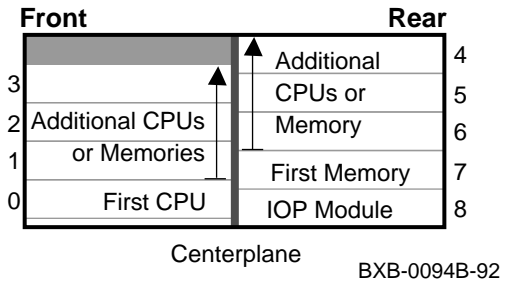 Front Rear
Additional 4
3 CPUs or 5
2 Additional CPUs Memory 6
1 or Memories First Memory 7
0 First CPU IOP Module 8
Centerplane
BXB-0094B-92